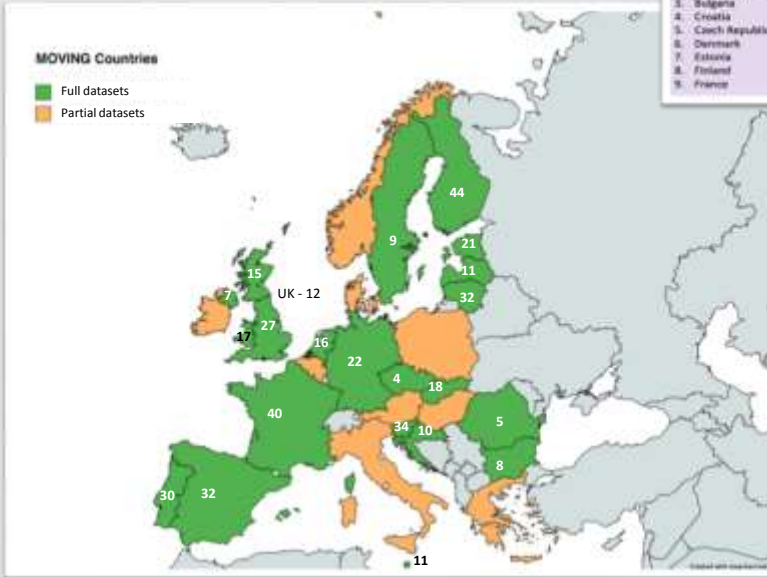 3. Bulgaria
4. Croatia
5. Czech Republic
6. Denmark
7. Estonia
8. Finland
9. France
MOVING Countries
Full datasets
Partial datasets
44
9
21
11
32
15
7
UK - 12
27
17
16
22
4
18
40
5
34
10
8
30
32
11